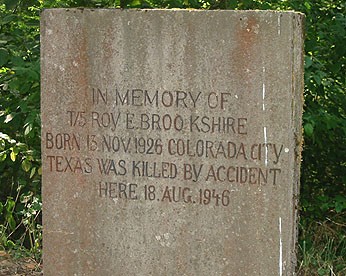 IN MEMORY OF
T/5 ROY E. BROOKSHIRE
BORN 13. NOV. 1926 COLORADA CITY
TEXAS WAS KILLED BY ACCIDENT
HERE 18. AUG. 1946